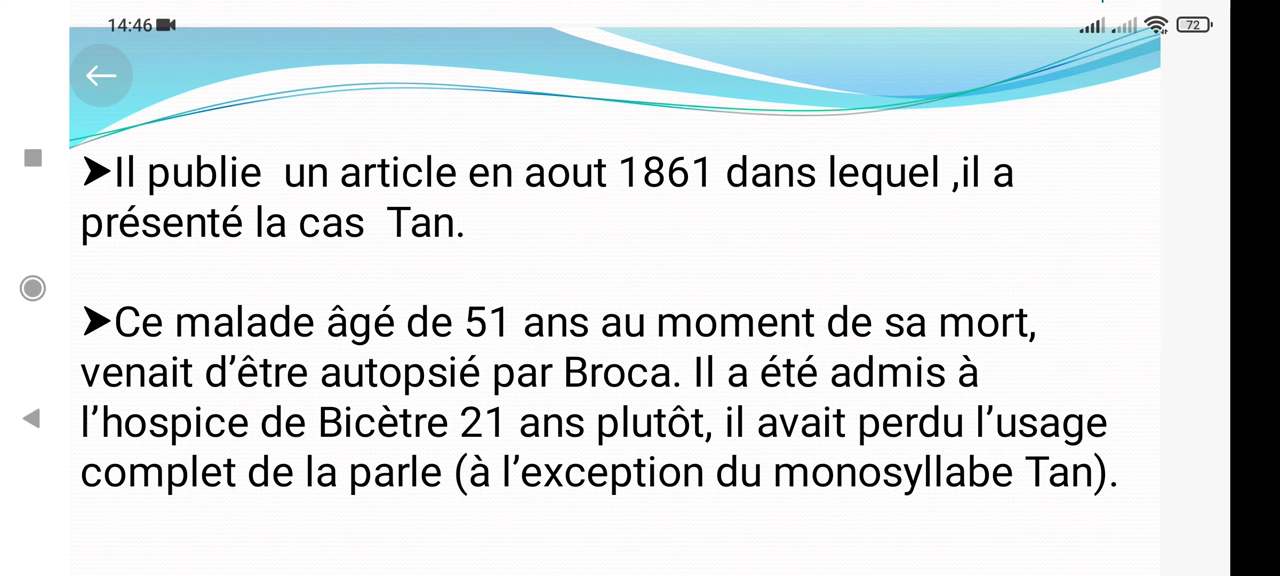 14:46
72
➤Il publie un article en aout 1861 dans lequel ,il a
présenté la cas Tan.
➤Ce malade âgé de 51 ans au moment de sa mort,
venait d’être autopsié par Broca. Il a été admis à
l’hospice de Bicètre 21 ans plutôt, il avait perdu l’usage
complet de la parle (à l’exception du monosyllabe Tan).